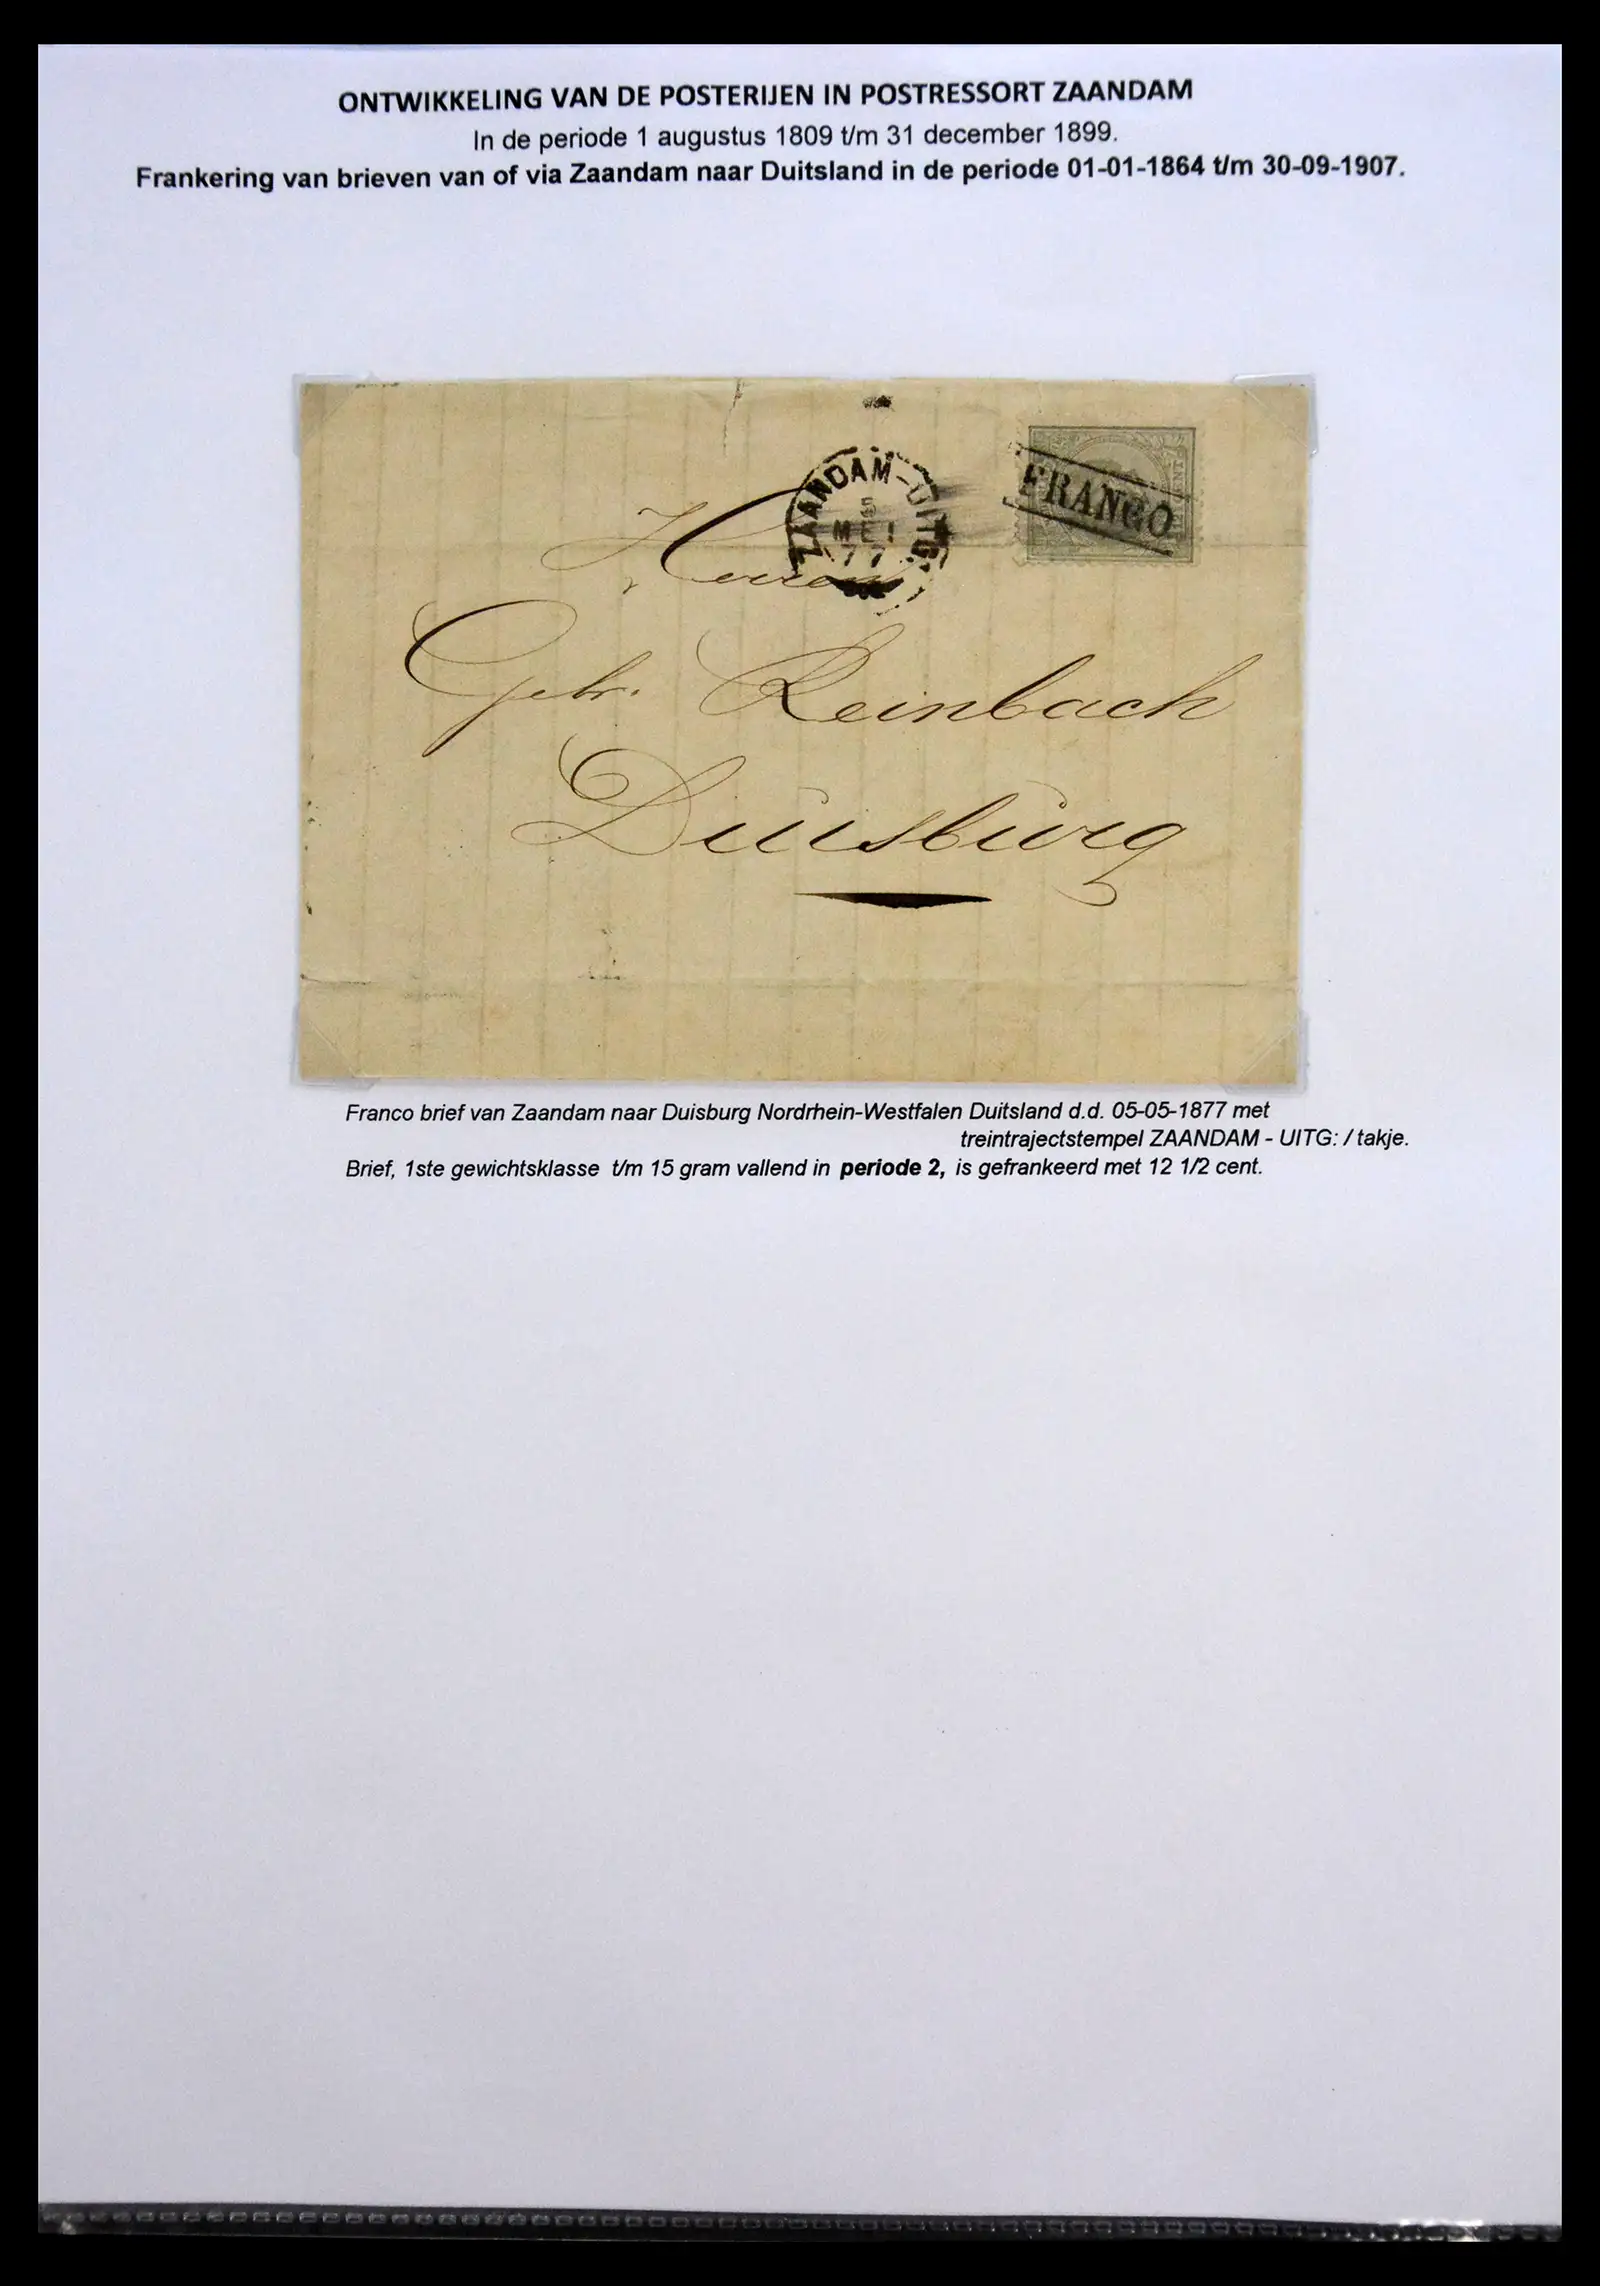 ONTWIKKELING VAN DE POSTERIJEN IN POSTRESSORT ZAANDAM
In de periode 1 augustus 1809 t/m 31 december 1899.
Frankering van brieven van of via Zaandam naar Duitsland in de periode 01-01-1864 t/m 30-09-1907.
ZAANDAM-UITG:
5
MEI
77
FRANCO
Herren
Gebr. Reinbach
Duisburg
Franco brief van Zaandam naar Duisburg Nordrhein-Westfalen Duitsland d.d. 05-05-1877 met
treintrajectstempel ZAANDAM - UITG: / takje.
Brief, 1ste gewichtsklasse t/m 15 gram vallend in periode 2, is gefrankeerd met 12 1/2 cent.